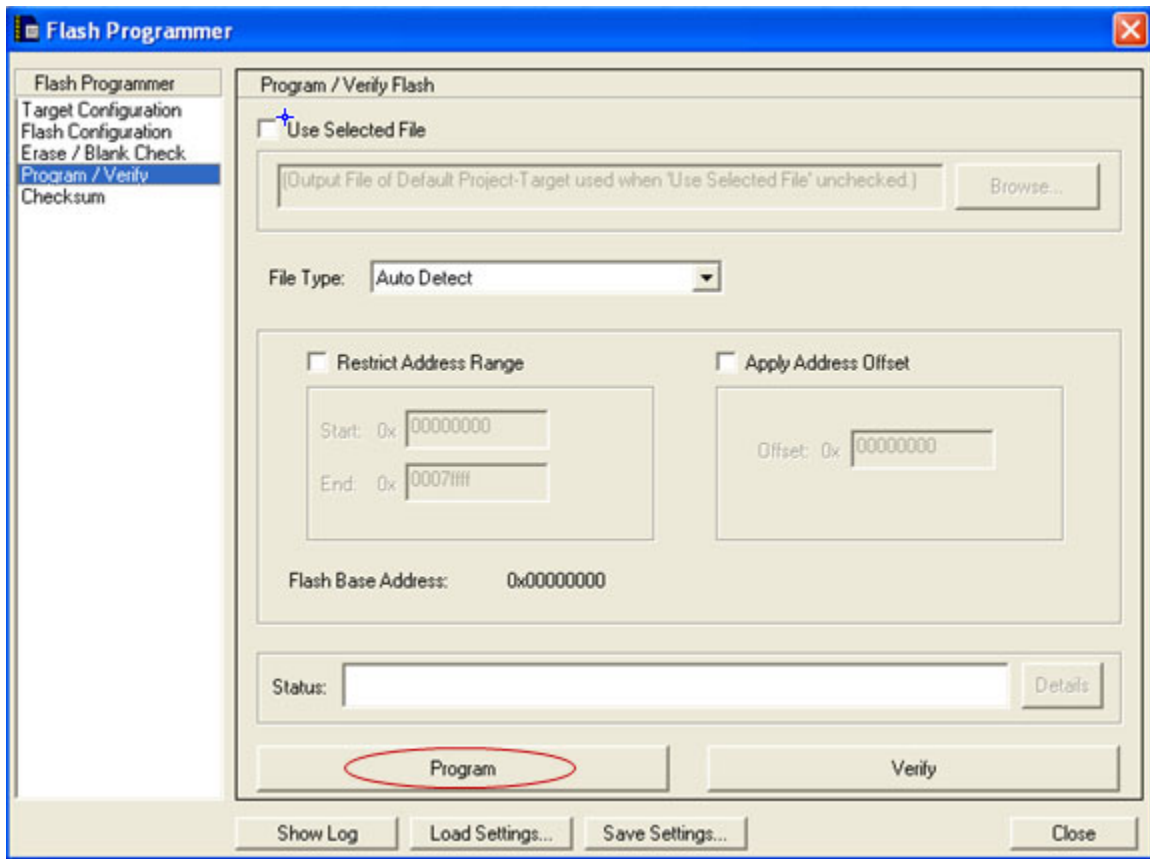 Flash Programmer
Flash Programmer
Target Configuration
Flash Configuration
Erase / Blank Check
Program / Verify
Checksum
Program / Verify Flash
Use Selected File
(Output File of Default Project-Target used when 'Use Selected File' unchecked.)
Browse...
File Type: Auto Detect
Restrict Address Range
Start: 0x 00000000
End: 0x 0007ffff
Apply Address Offset
Offset: 0x 00000000
Flash Base Address: 0x00000000
Status:
Details
Program
Verify
Show Log
Load Settings...
Save Settings...
Close